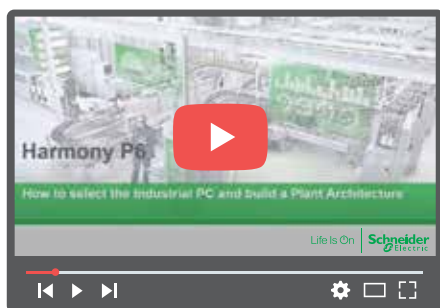 Harmony P6
How to select the Industrial PC and build a Plant Architecture
Life Is On Schneider
Electric